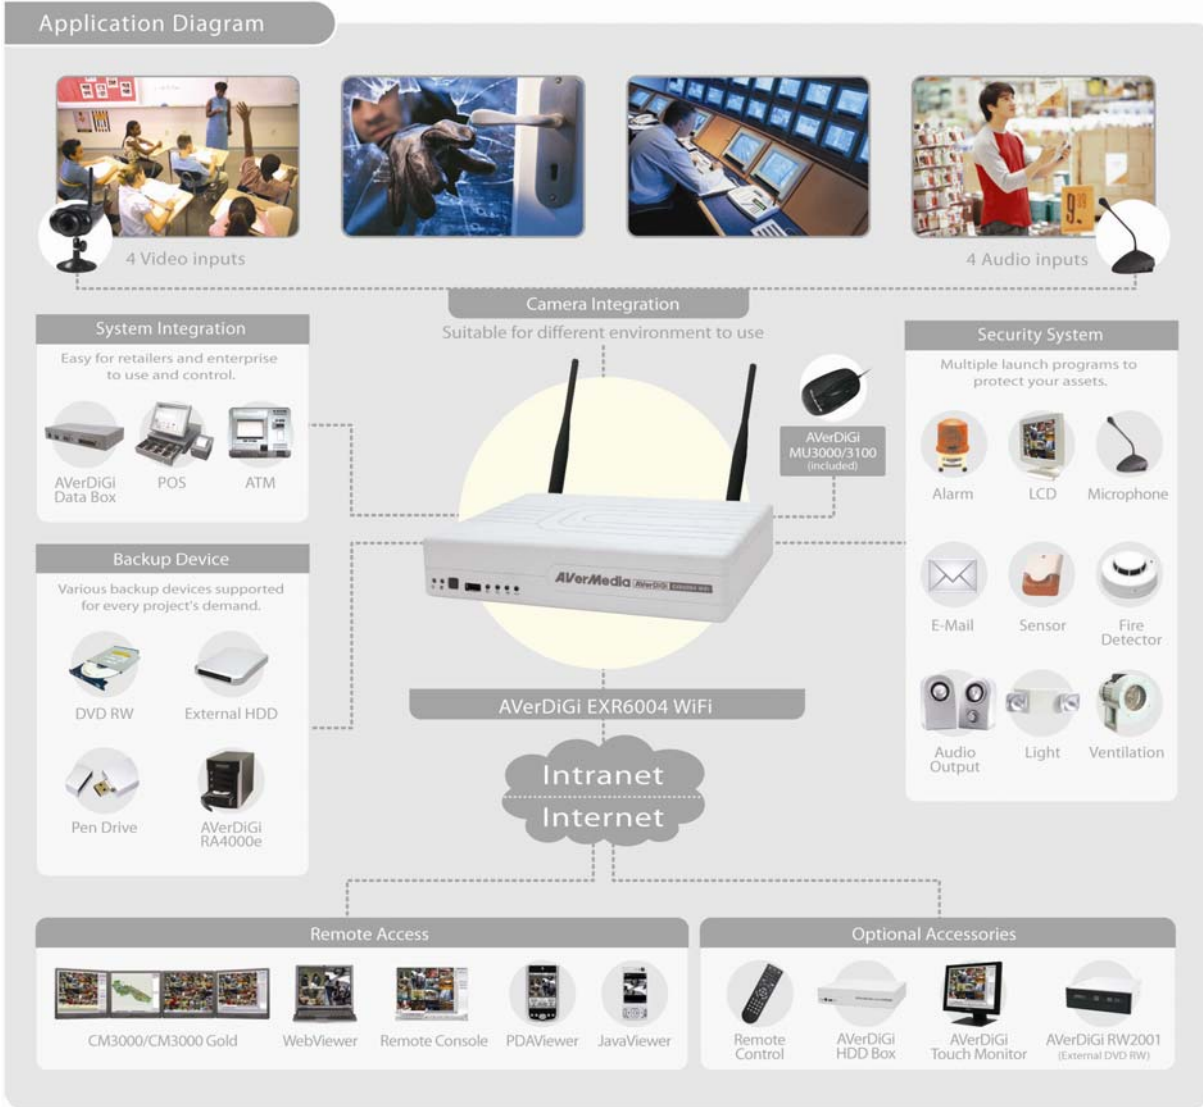 Application Diagram
9.99
4 Video inputs
4 Audio inputs
Camera Integration
Suitable for different environment to use
System Integration
Easy for retailers and enterprise
to use and control.
AVerDiGi
Data Box
POS
ATM
AVerDiGi
MU3000/3100
(included)
Security System
Multiple launch programs to
protect your assets.
Alarm
LCD
Microphone
E-Mail
Sensor
Fire
Detector
Audio
Output
Light
Ventilation
Backup Device
Various backup devices supported
for every project's demand.
DVD RW
External HDD
Pen Drive
AVerDiGi
RA4000e
AVerMedia AVerDiGi EXR6004 WiFi
AVerDiGi EXR6004 WiFi
Intranet
Internet
Remote Access
CM3000/CM3000 Gold
WebViewer
Remote Console
PDAViewer
JavaViewer
Optional Accessories
Remote
Control
AVerDiGi
HDD Box
AVerDiGi
Touch Monitor
AVerDiGi RW2001
(External DVD RW)